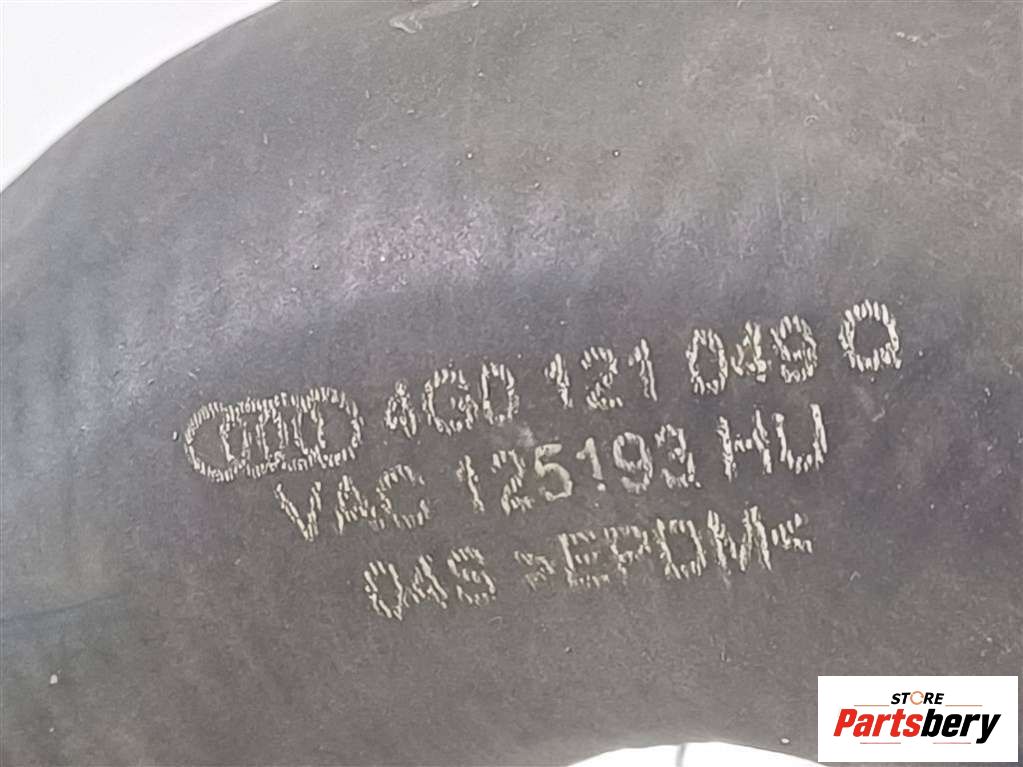 4G0 121 049 Q
VAC 125193 HU
04S >EPDM<
STORE
Partsbery